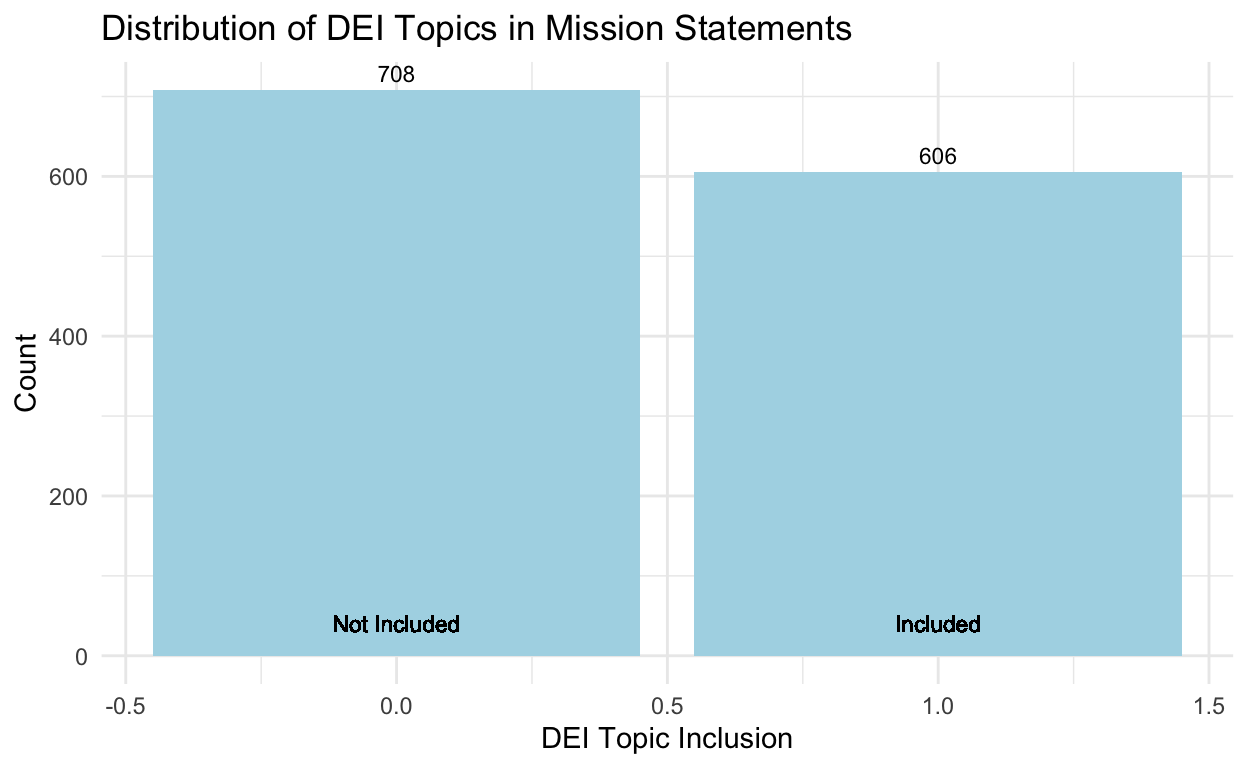 Distribution of DEI Topics in Mission Statements
708
606
600
400
200
0
Count
Not Included
Included
-0.5
0.0
0.5
1.0
1.5
DEI Topic Inclusion